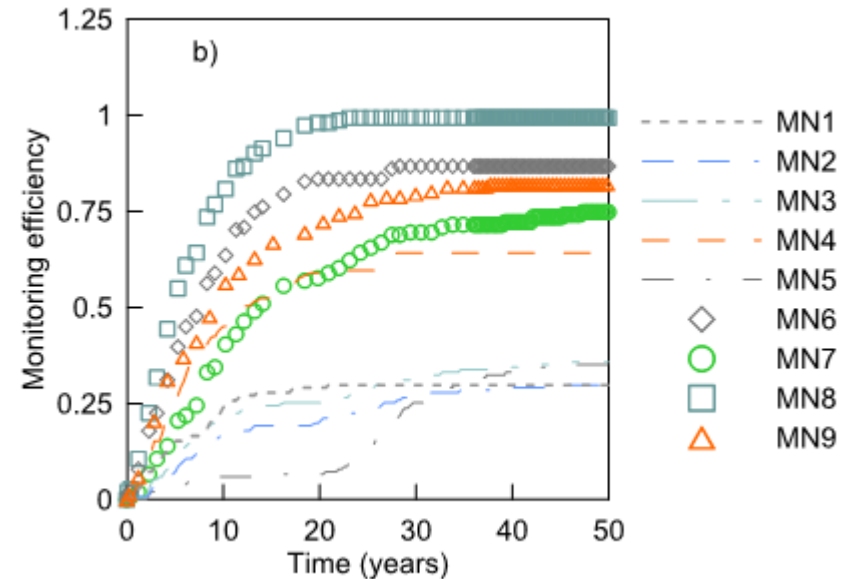 1.25
b)
1
0.75
0.5
0.25
0
Monitoring efficiency
0 10 20 30 40 50
Time (years)
MN1
MN2
MN3
MN4
MN5
MN6
MN7
MN8
MN9